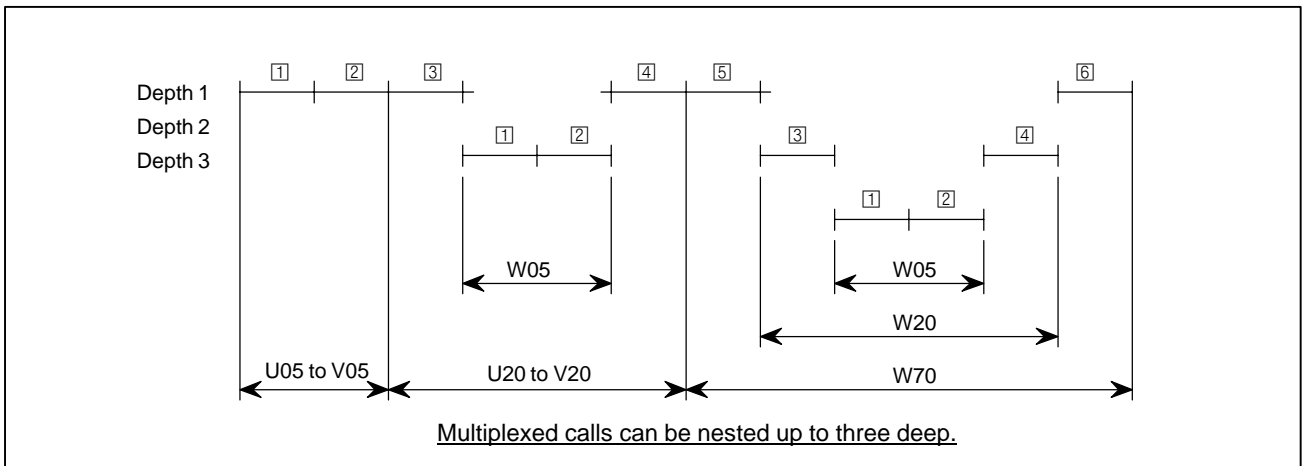 1 2 3 4 5 6
Depth 1
Depth 2
1 2 3 4
Depth 3
1 2
W05 W05
W20
U05 to V05 U20 to V20 W70
Multiplexed calls can be nested up to three deep.